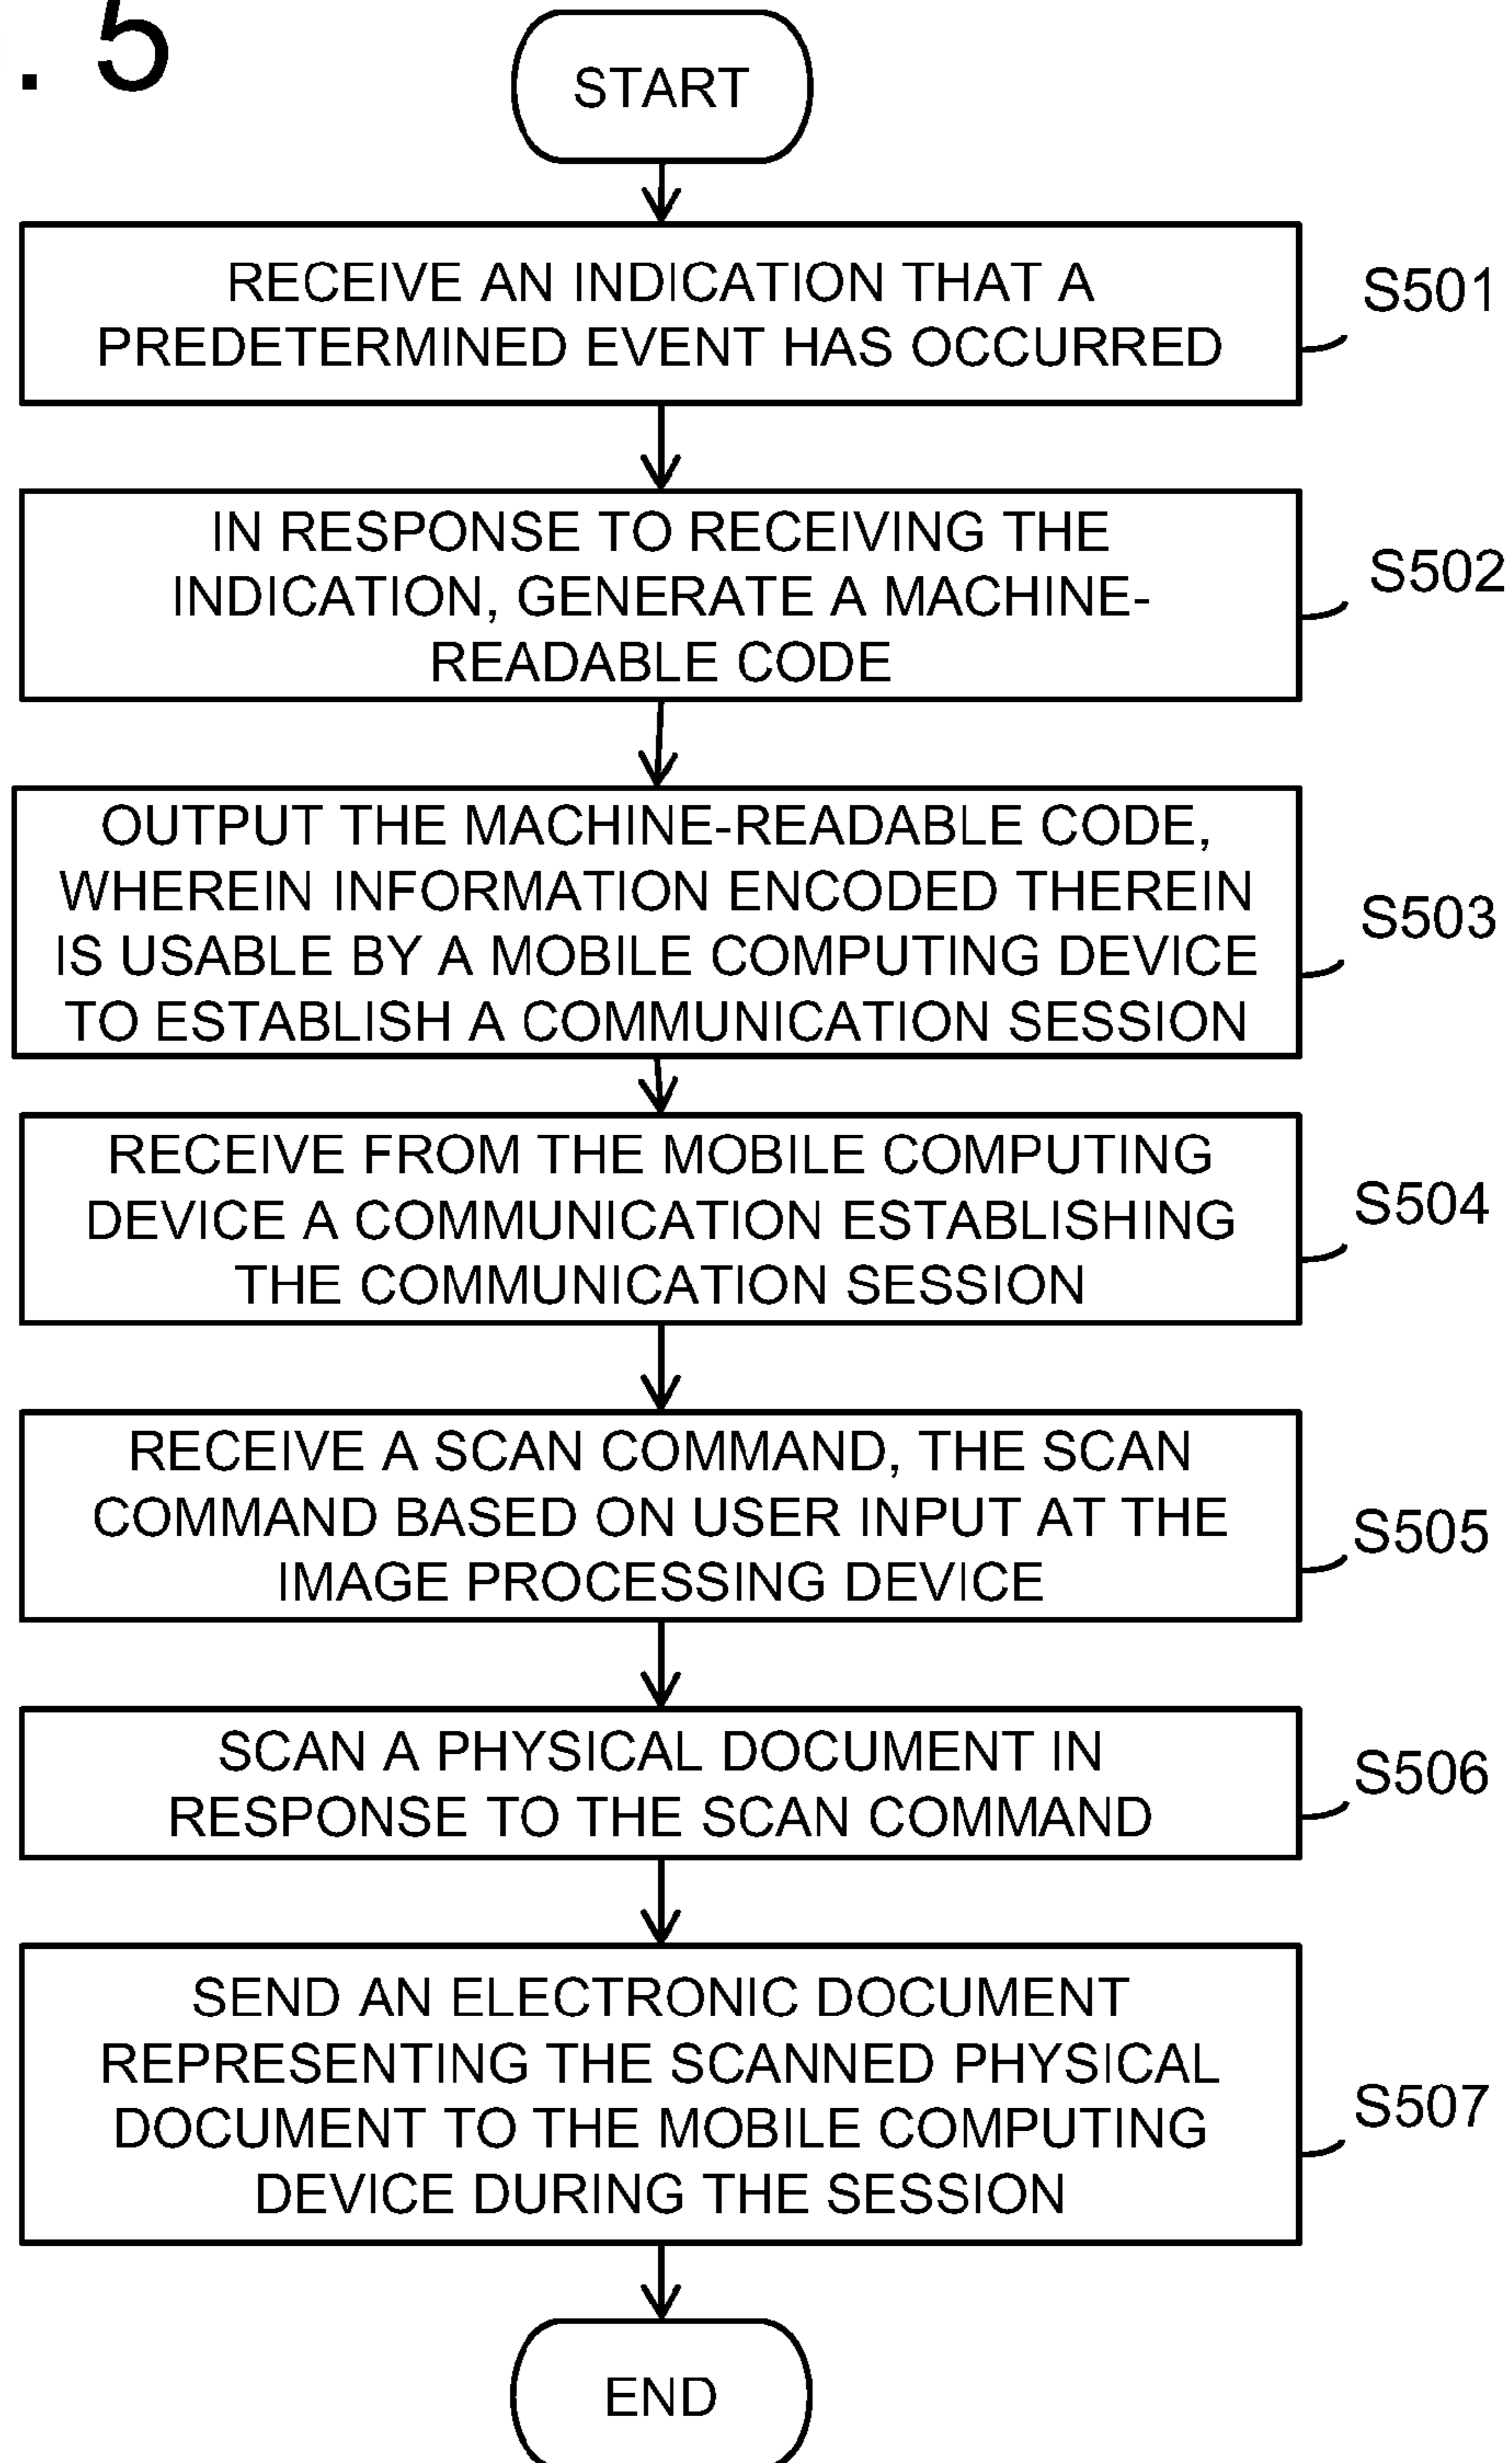 . 5
START
RECEIVE AN INDICATION THAT A
PREDETERMINED EVENT HAS OCCURRED
S501
IN RESPONSE TO RECEIVING THE
INDICATION, GENERATE A MACHINE-
READABLE CODE
S502
OUTPUT THE MACHINE-READABLE CODE,
WHEREIN INFORMATION ENCODED THEREIN
IS USABLE BY A MOBILE COMPUTING DEVICE
TO ESTABLISH A COMMUNICATION SESSION
S503
RECEIVE FROM THE MOBILE COMPUTING
DEVICE A COMMUNICATION ESTABLISHING
THE COMMUNICATION SESSION
S504
RECEIVE A SCAN COMMAND, THE SCAN
COMMAND BASED ON USER INPUT AT THE
IMAGE PROCESSING DEVICE
S505
SCAN A PHYSICAL DOCUMENT IN
RESPONSE TO THE SCAN COMMAND
S506
SEND AN ELECTRONIC DOCUMENT
REPRESENTING THE SCANNED PHYSICAL
DOCUMENT TO THE MOBILE COMPUTING
DEVICE DURING THE SESSION
S507
END